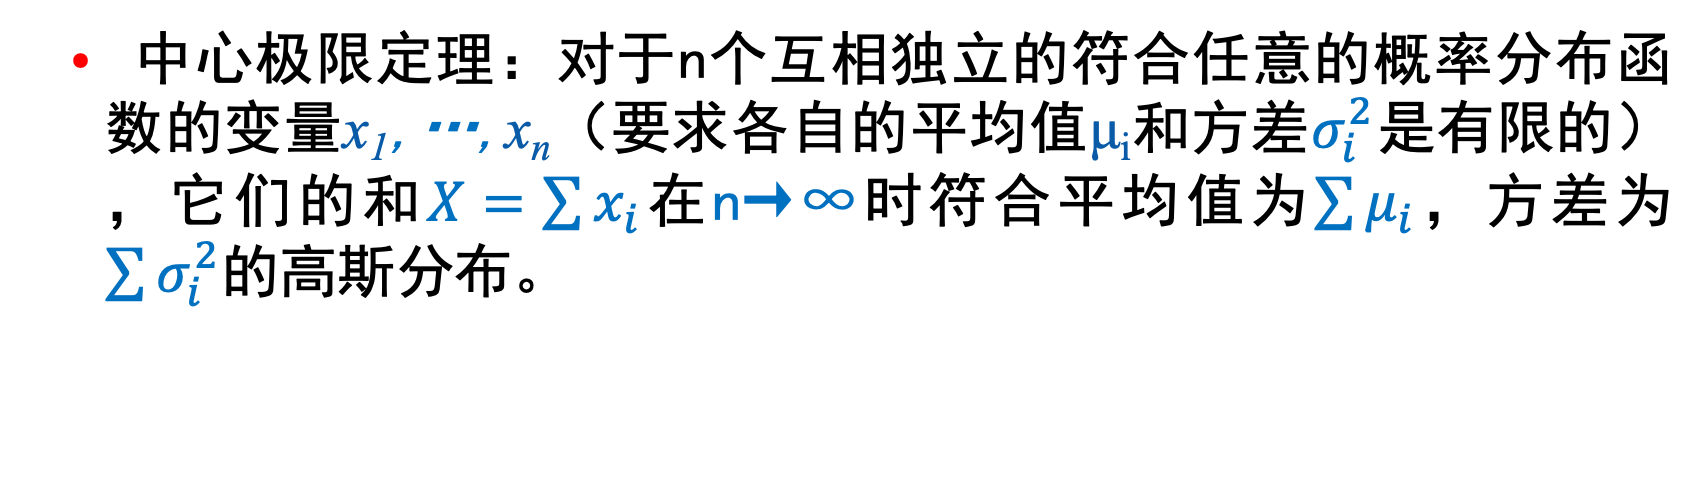 • 中心极限定理：对于n个互相独立的符合任意的概率分布函
数的变量x₁, ⋯, xₙ（要求各自的平均值μᵢ和方差σᵢ²是有限的）
，它们的和X = ∑ xᵢ 在n→∞时符合平均值为∑ μᵢ，方差为
∑ σᵢ²的高斯分布。